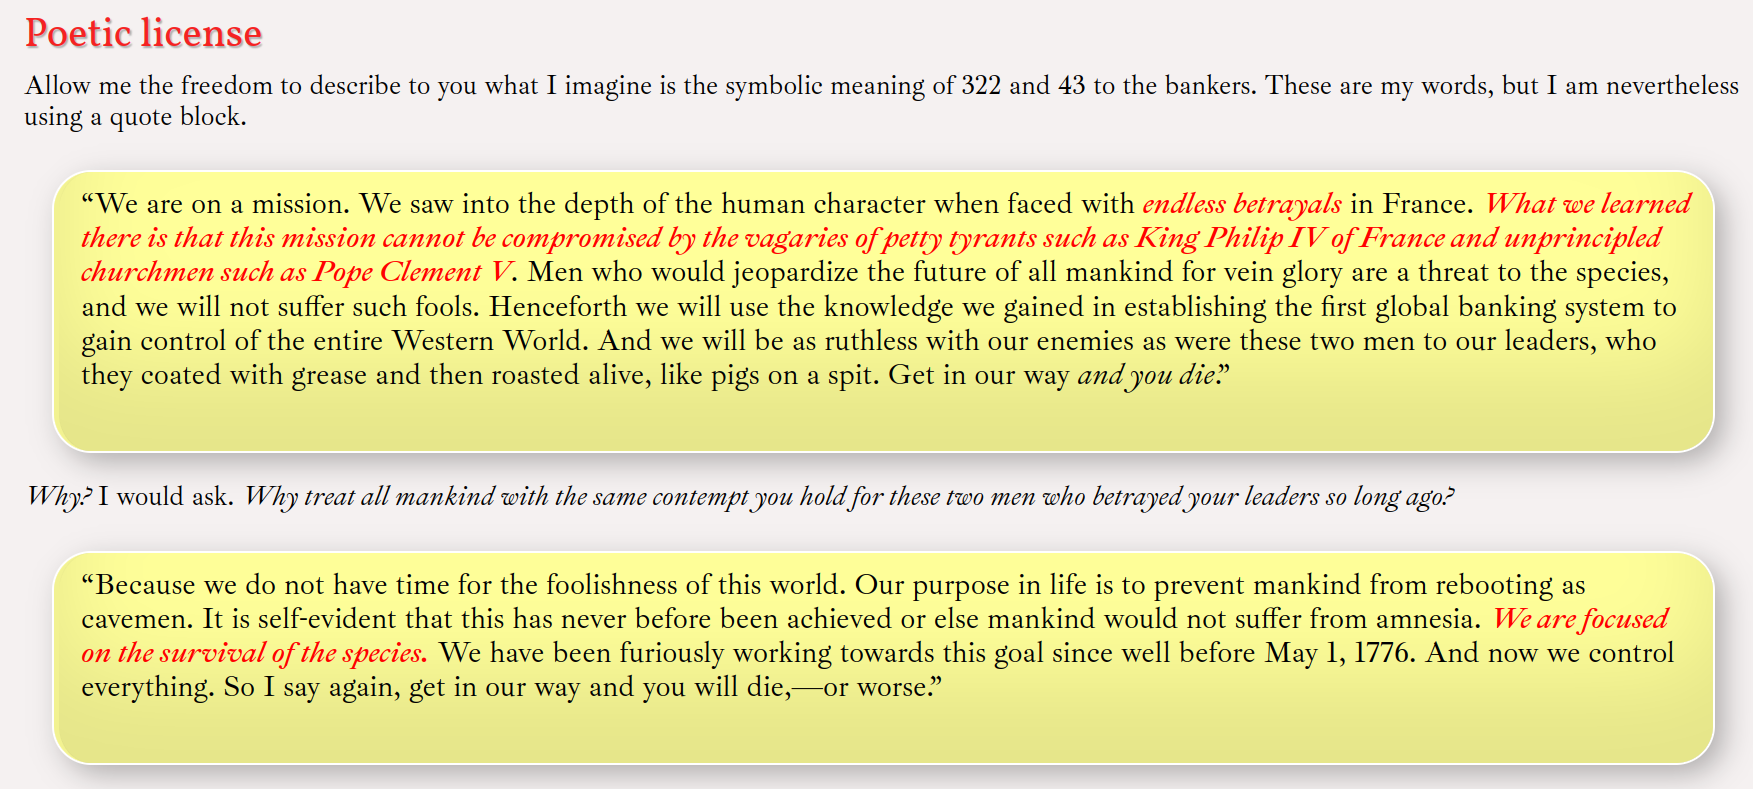 Poetic license
Allow me the freedom to describe to you what I imagine is the symbolic meaning of 322 and 43 to the bankers. These are my words, but I am nevertheless
using a quote block.
“We are on a mission. We saw into the depth of the human character when faced with endless betrayals in France. What we learned
there is that this mission cannot be compromised by the vagaries of petty tyrants such as King Philip IV of France and unprincipled
churchmen such as Pope Clement V. Men who would jeopardize the future of all mankind for vein glory are a threat to the species,
and we will not suffer such fools. Henceforth we will use the knowledge we gained in establishing the first global banking system to
gain control of the entire Western World. And we will be as ruthless with our enemies as were these two men to our leaders, who
they coated with grease and then roasted alive, like pigs on a spit. Get in our way and you die.”
Why? I would ask. Why treat all mankind with the same contempt you hold for these two men who betrayed your leaders so long ago?
“Because we do not have time for the foolishness of this world. Our purpose in life is to prevent mankind from rebooting as
cavemen. It is self-evident that this has never before been achieved or else mankind would not suffer from amnesia. We are focused
on the survival of the species. We have been furiously working towards this goal since well before May 1, 1776. And now we control
everything. So I say again, get in our way and you will die,—or worse.”